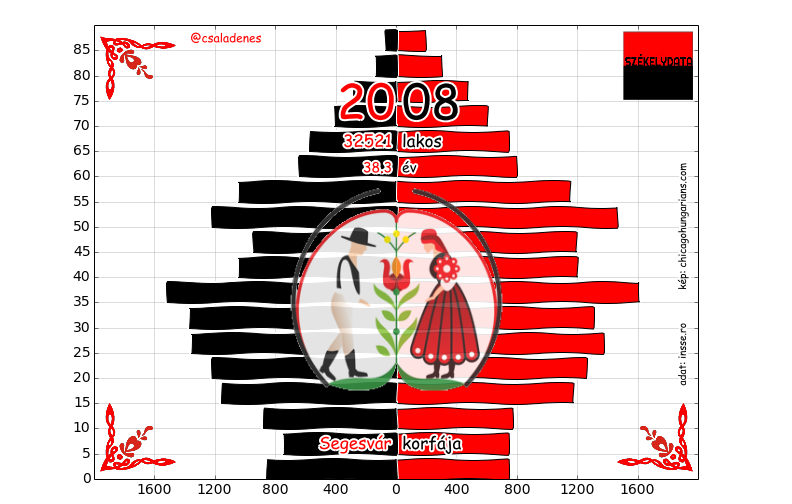 @csaladenes
SZÉKELYDATA
2008
32521 lakos
38.3 év
kép: chicagohungarians.com
adat: insse.ro
Segesvár korfája
85
80
75
70
65
60
55
50
45
40
35
30
25
20
15
10
5
0
1600 1200 800 400 0 400 800 1200 1600